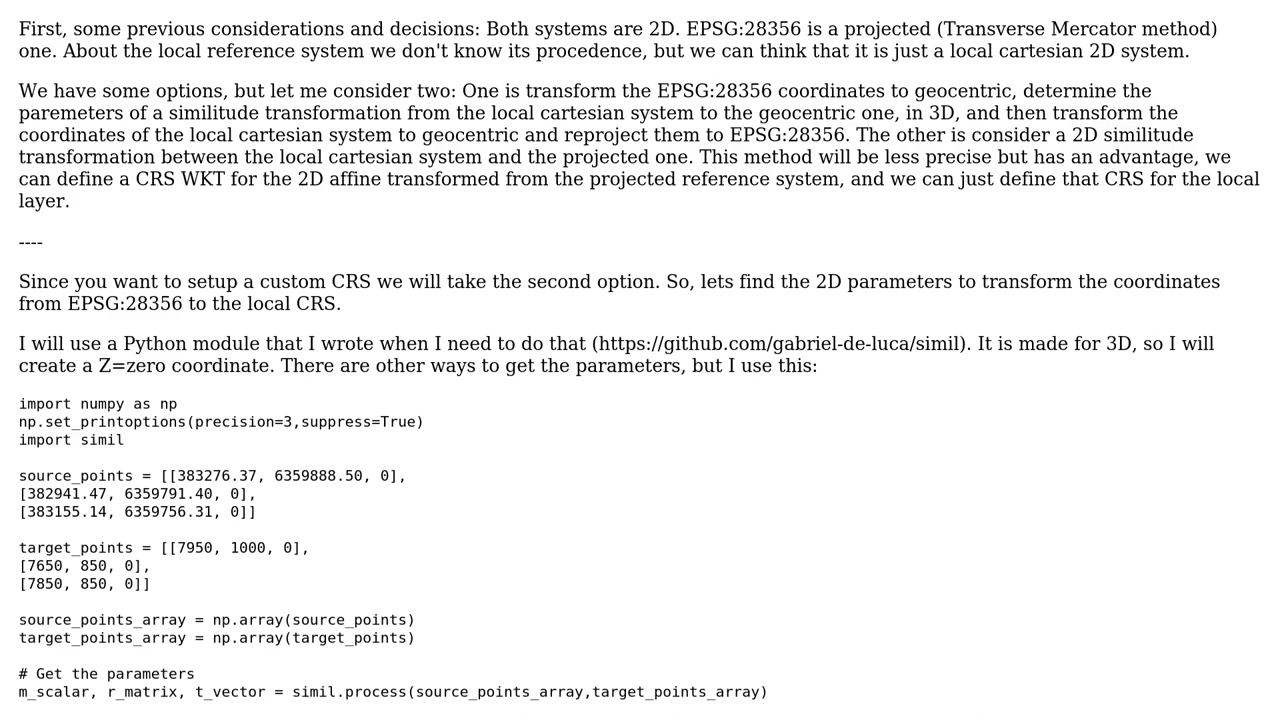 First, some previous considerations and decisions: Both systems are 2D. EPSG:28356 is a projected (Transverse Mercator method)
one. About the local reference system we don't know its procedence, but we can think that it is just a local cartesian 2D system.
We have some options, but let me consider two: One is transform the EPSG:28356 coordinates to geocentric, determine the
paremeters of a similitude transformation from the local cartesian system to the geocentric one, in 3D, and then transform the
coordinates of the local cartesian system to geocentric and reproject them to EPSG:28356. The other is consider a 2D similitude
transformation between the local cartesian system and the projected one. This method will be less precise but has an advantage, we
can define a CRS WKT for the 2D affine transformed from the projected reference system, and we can just define that CRS for the local
layer.
----
Since you want to setup a custom CRS we will take the second option. So, lets find the 2D parameters to transform the coordinates
from EPSG:28356 to the local CRS.
I will use a Python module that I wrote when I need to do that (https://github.com/gabriel-de-luca/simil). It is made for 3D, so I will
create a Z=zero coordinate. There are other ways to get the parameters, but I use this:
import numpy as np
np.set_printoptions(precision=3,suppress=True)
import simil
source_points = [[383276.37, 6359888.50, 0],
[382941.47, 6359791.40, 0],
[383155.14, 6359756.31, 0]]
target_points = [[7950, 1000, 0],
[7650, 850, 0],
[7850, 850, 0]]
source_points_array = np.array(source_points)
target_points_array = np.array(target_points)
# Get the parameters
m_scalar, r_matrix, t_vector = simil.process(source_points_array,target_points_array)